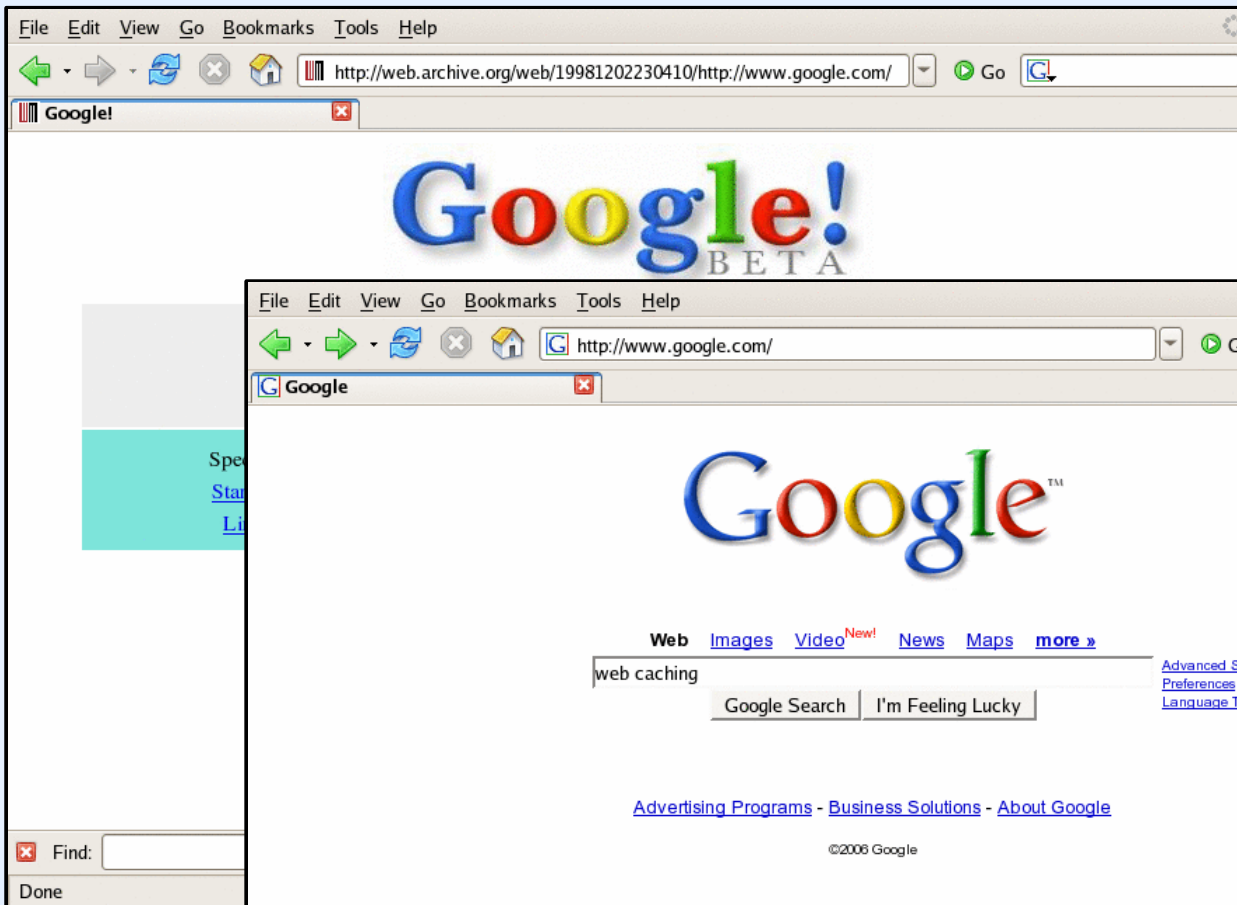 File Edit View Go Bookmarks Tools Help
http://web.archive.org/web/19981202230410/http://www.google.com/ Go
Google!
Google!
BETA
File Edit View Go Bookmarks Tools Help
http://www.google.com/
Google
Google™
Web Images Video New! News Maps more »
web caching
Advanced
Preferences
Language
Google Search I'm Feeling Lucky
Advertising Programs - Business Solutions - About Google
©2006 Google
Find:
Done